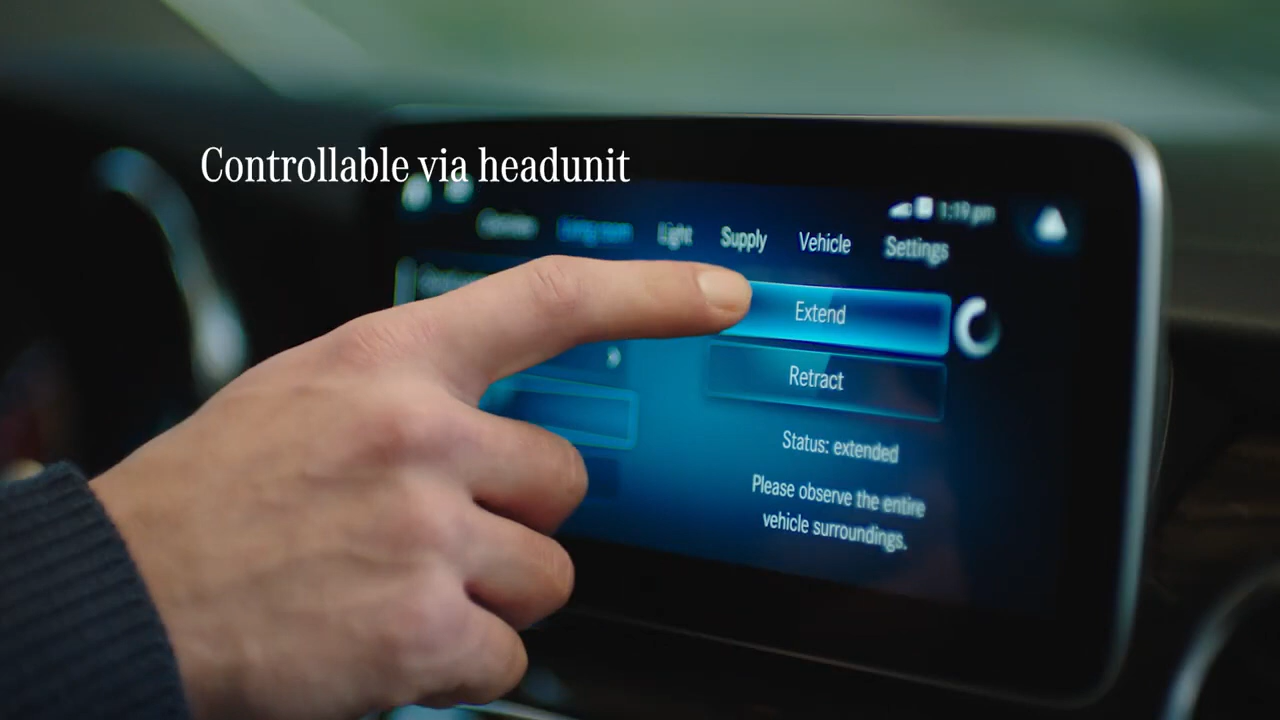 Controllable via headunit
1:19 pm
Light Supply Vehicle Settings
Extend
Retract
Status: extended
Please observe the entire
vehicle surroundings.